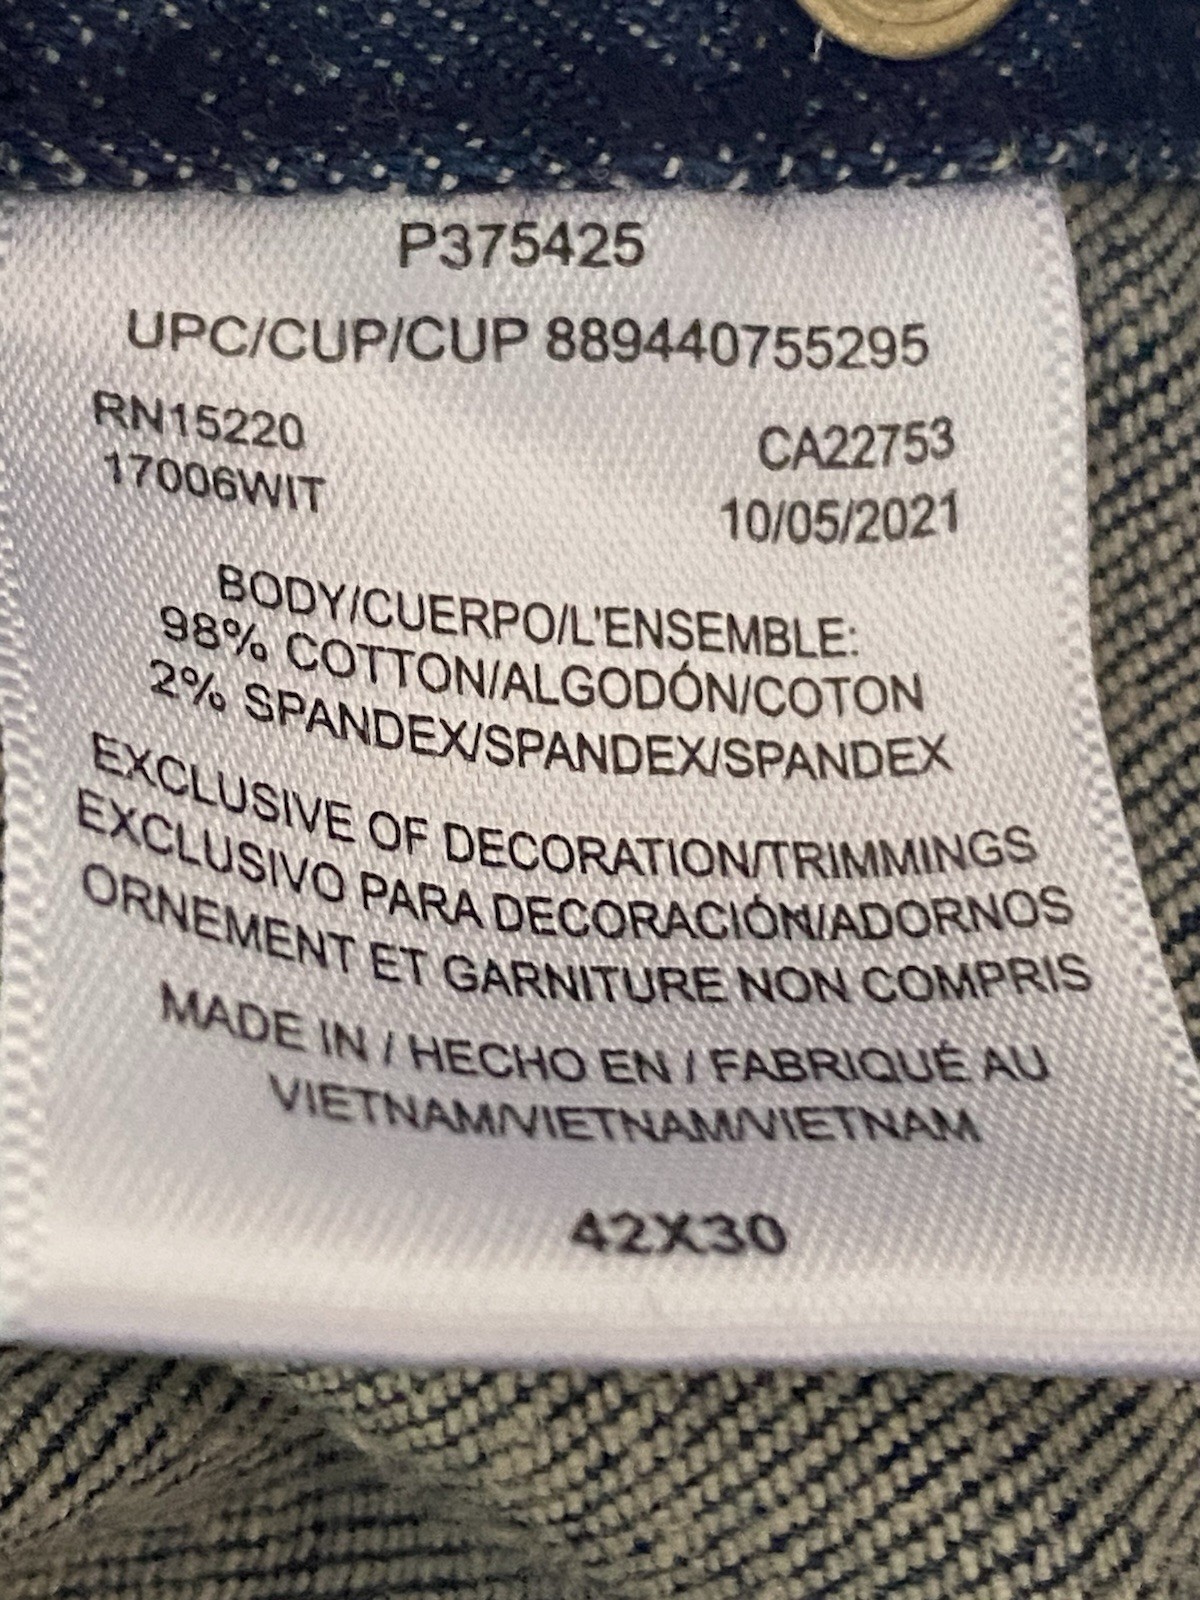 P375425
UPC/CUP/CUP 889440755295
RN15220
17006WIT
CA22753
10/05/2021
BODY/CUERPO/L'ENSEMBLE:
98% COTTON/ALGODÓN/COTON
2% SPANDEX/SPANDEX/SPANDEX
EXCLUSIVE OF DECORATION/TRIMMINGS
EXCLUSIVO PARA DECORACIÓN/ADORNOS
ORNEMENT ET GARNITURE NON COMPRIS
MADE IN / HECHO EN / FABRIQUÉ AU
VIETNAM/VIETNAM/VIETNAM
42X30